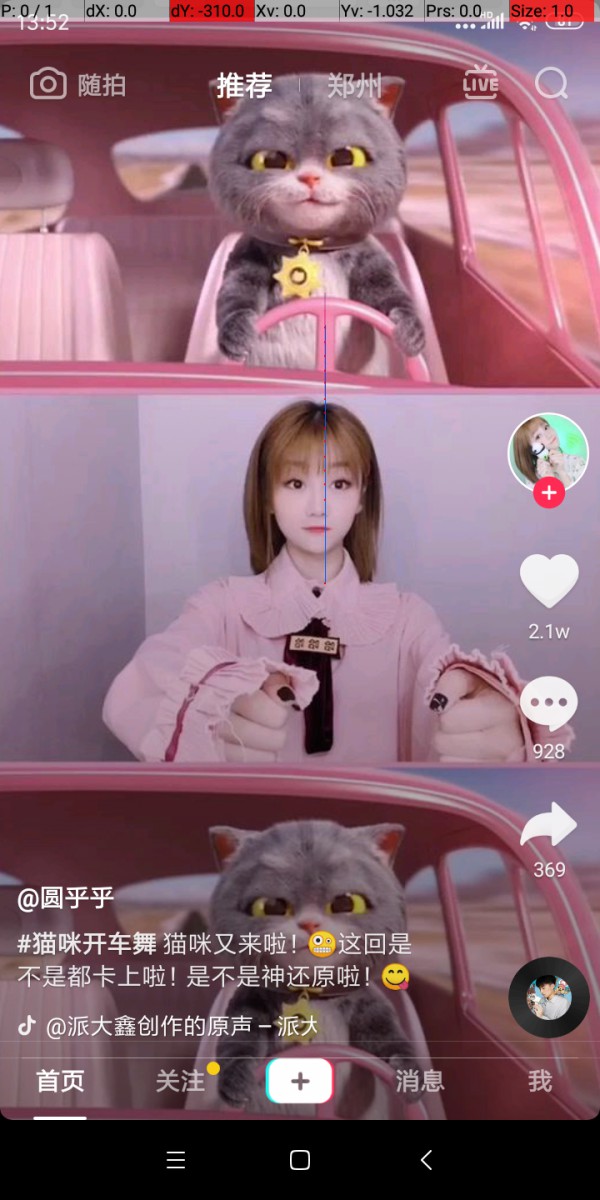 P: 0 / 1 dX: 0.0 dY: -310.0 Xv: 0.0 Yv: -1.032 Prs: 0.0 Size: 1.0
13:52
随拍 推荐 郑州 LIVE
2.1w
928
369
@圆乎乎
#猫咪开车舞 猫咪又来啦！🤪这回是
不是都卡上啦！是不是神还原啦！😋
@派大鑫创作的原声 – 派大
首页 关注 消息 我